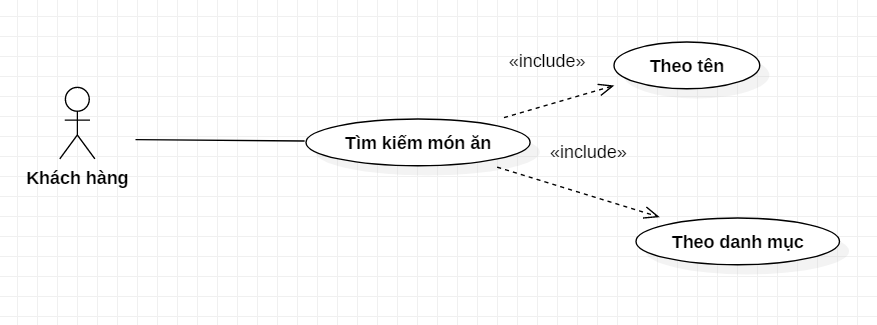 «include»
Theo tên
Tìm kiếm món ăn
«include»
Khách hàng
Theo danh mục